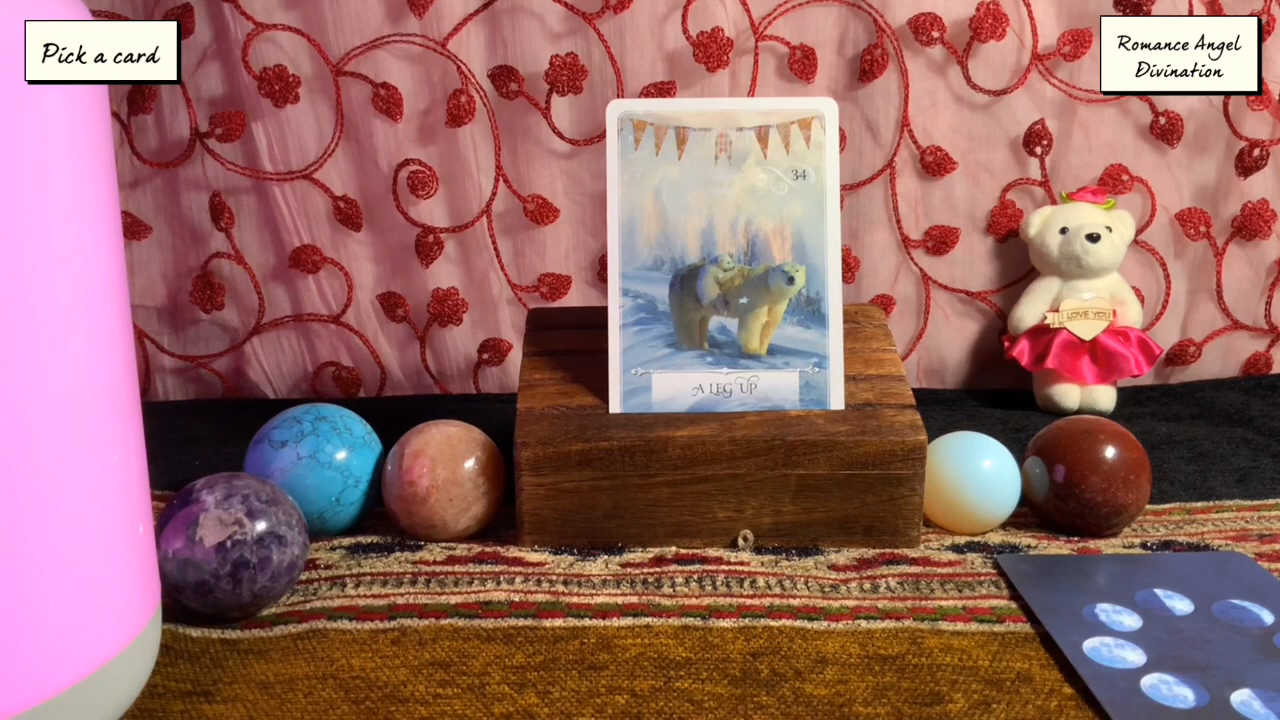 Pick a card
Romance Angel
Divination
34
A LEG UP
I LOVE YOU